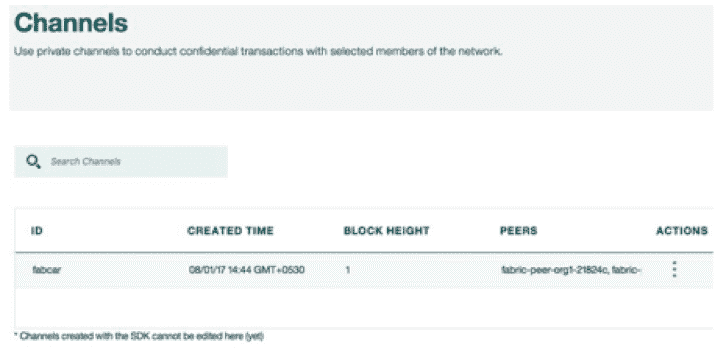 Channels
Use private channels to conduct confidential transactions with selected members of the network.
Search Channels
ID CREATED TIME BLOCK HEIGHT PEERS ACTIONS
fabcar 08/01/17 14:44 GMT+0530 1 fabric-peer-org1-21824c, fabric-
* Channels created with the SDK cannot be edited here (yet)